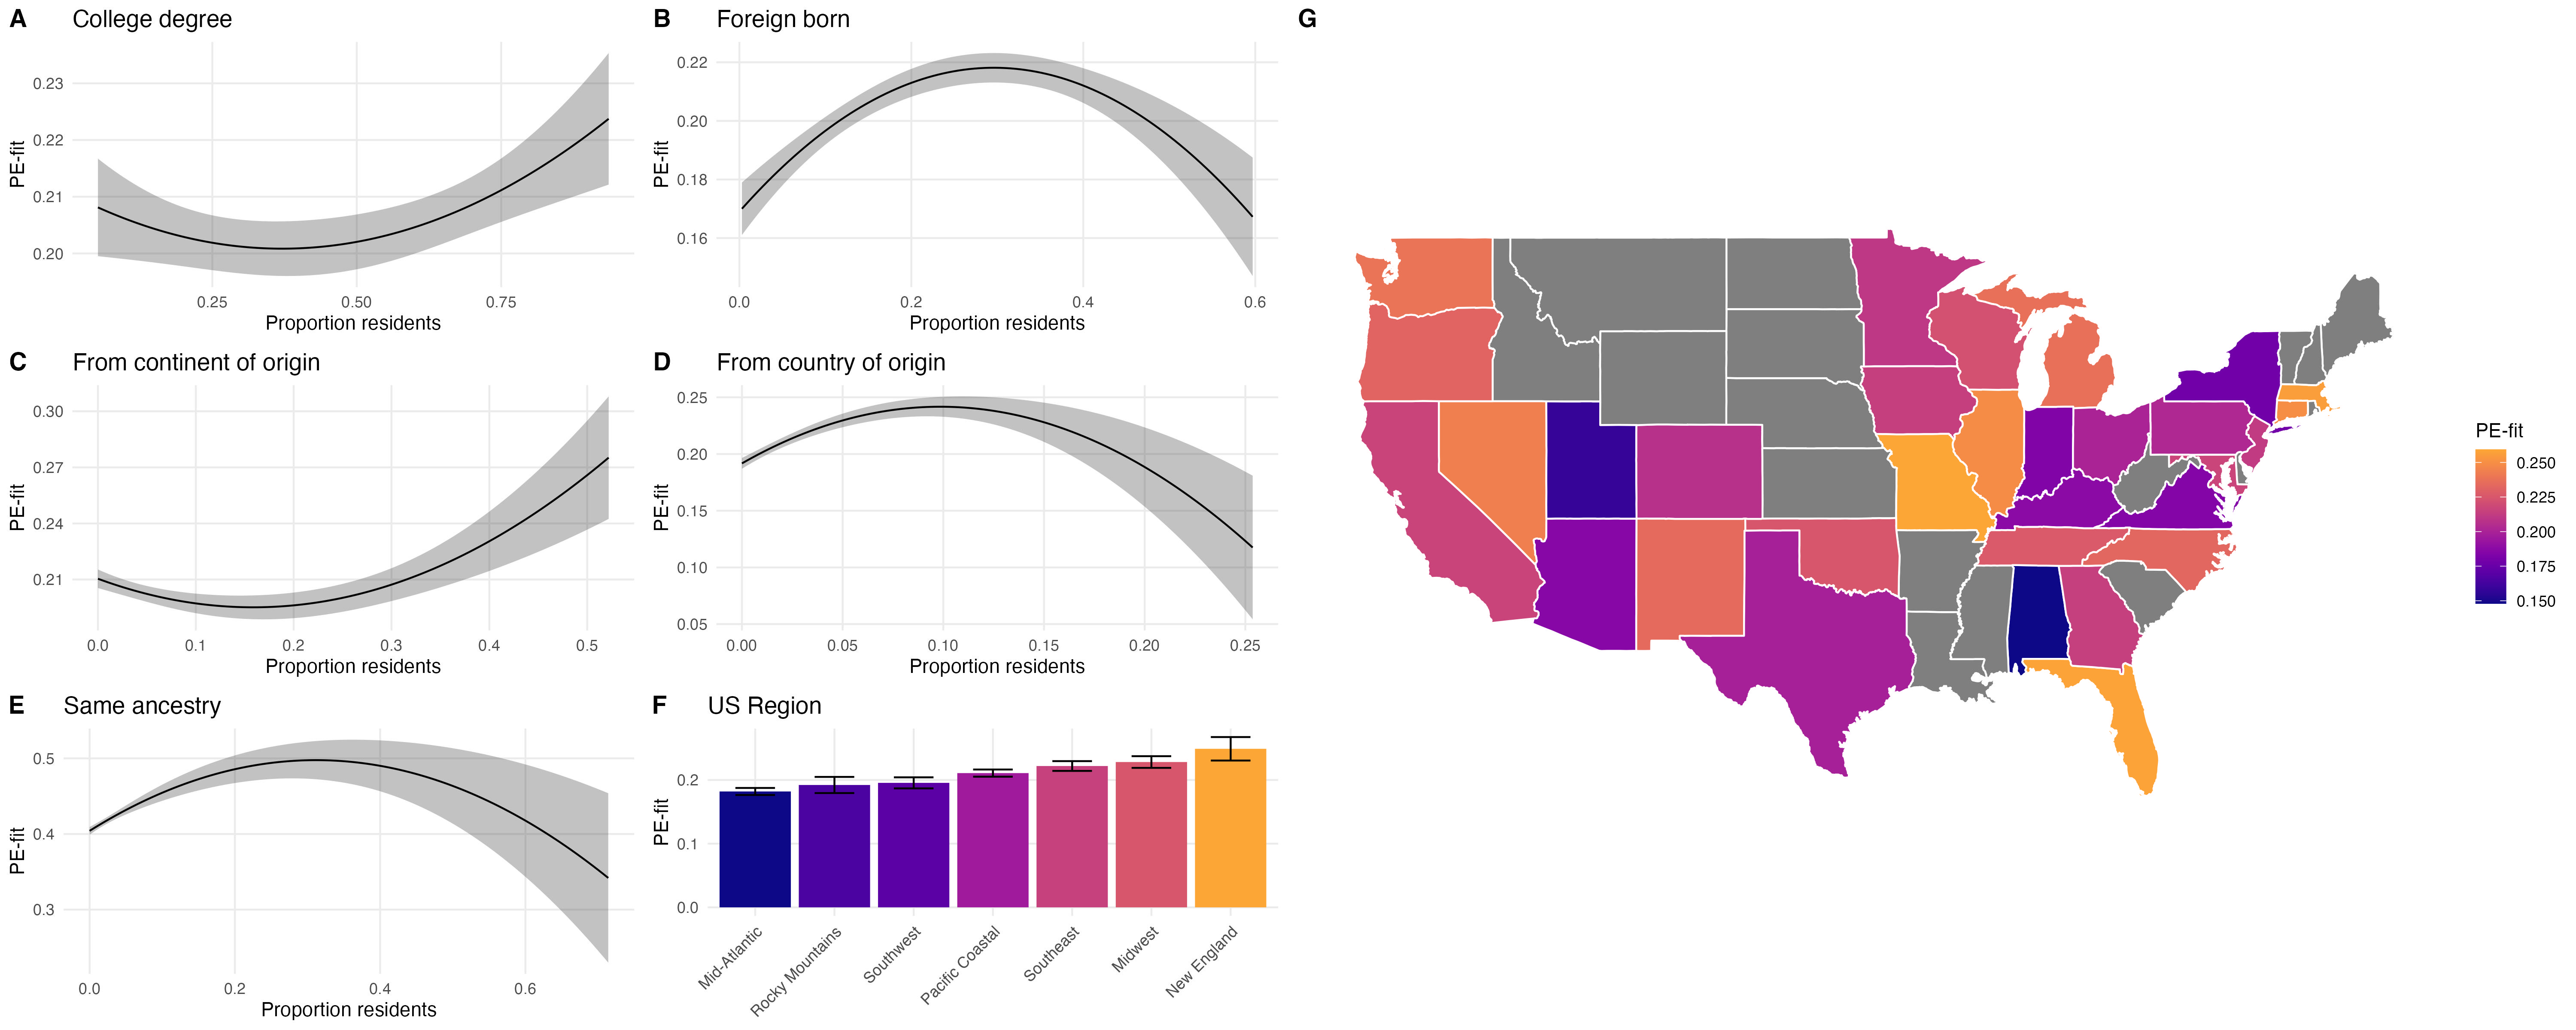 A College degree
PE-fit
0.23
0.22
0.21
0.20
0.25 0.50 0.75
Proportion residents
B Foreign born
PE-fit
0.22
0.20
0.18
0.16
0.0 0.2 0.4 0.6
Proportion residents
C From continent of origin
PE-fit
0.30
0.27
0.24
0.21
0.0 0.1 0.2 0.3 0.4 0.5
Proportion residents
D From country of origin
PE-fit
0.25
0.20
0.15
0.10
0.05
0.00 0.05 0.10 0.15 0.20 0.25
Proportion residents
E Same ancestry
PE-fit
0.5
0.4
0.3
0.0 0.2 0.4 0.6
Proportion residents
F US Region
PE-fit
0.2
0.1
0.0
Mid-Atlantic
Rocky Mountains
Southwest
Pacific Coastal
Southeast
Midwest
New England
G
PE-fit
0.250
0.225
0.200
0.175
0.150